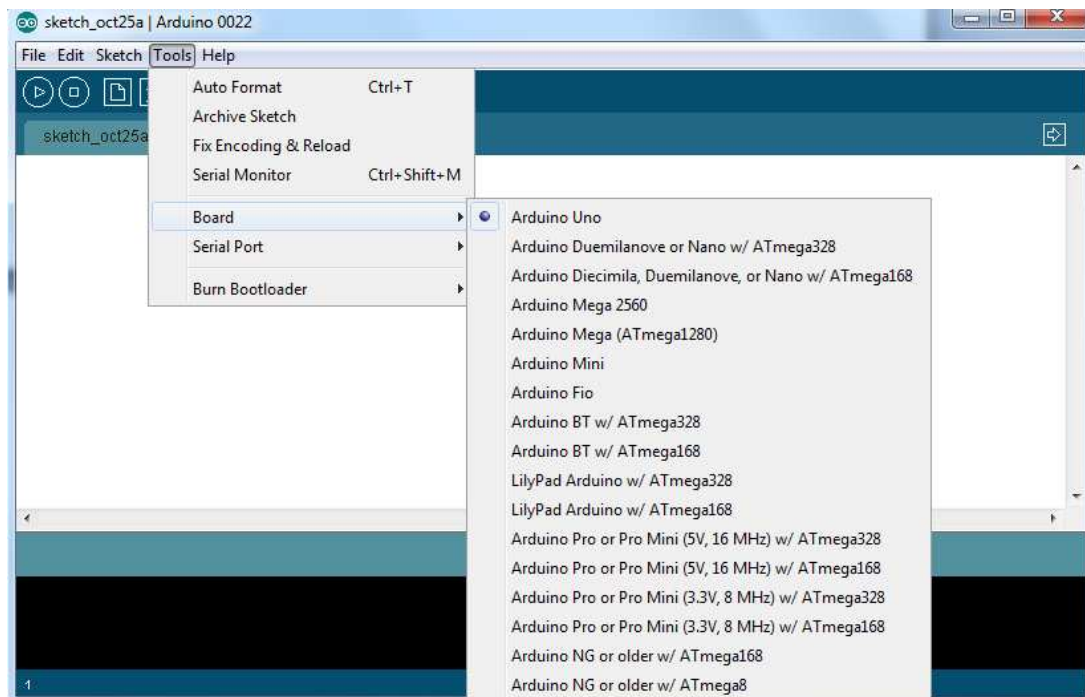 sketch_oct25a | Arduino 0022
File Edit Sketch Tools Help
Auto Format Ctrl+T
Archive Sketch
sketch_oct25a
Fix Encoding & Reload
Serial Monitor Ctrl+Shift+M
Board
Serial Port
Burn Bootloader
Arduino Uno
Arduino Duemilanove or Nano w/ ATmega328
Arduino Diecimila, Duemilanove, or Nano w/ ATmega168
Arduino Mega 2560
Arduino Mega (ATmega1280)
Arduino Mini
Arduino Fio
Arduino BT w/ ATmega328
Arduino BT w/ ATmega168
LilyPad Arduino w/ ATmega328
LilyPad Arduino w/ ATmega168
Arduino Pro or Pro Mini (5V, 16 MHz) w/ ATmega328
Arduino Pro or Pro Mini (5V, 16 MHz) w/ ATmega168
Arduino Pro or Pro Mini (3.3V, 8 MHz) w/ ATmega328
Arduino Pro or Pro Mini (3.3V, 8 MHz) w/ ATmega168
Arduino NG or older w/ ATmega168
Arduino NG or older w/ ATmega8
1